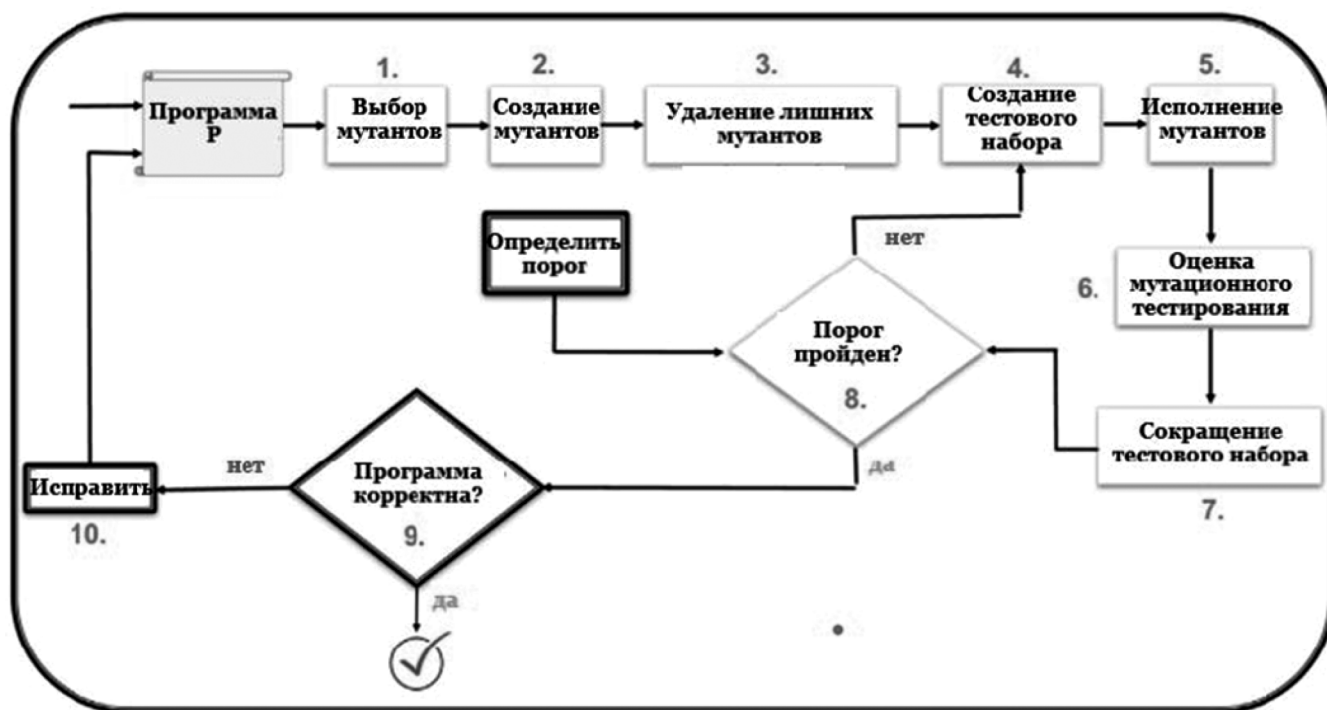 1.
2.
3.
4.
5.
Программа
P
Выбор
мутантов
Создание
мутантов
Удаление лишних
мутантов
Создание
тестового
набора
Исполнение
мутантов
Определить
порог
нет
6.
Оценка
мутационного
тестирования
Порог
пройден?
8.
да
Сокращение
тестового набора
7.
Программа
корректна?
9.
нет
Исправить
10.
да